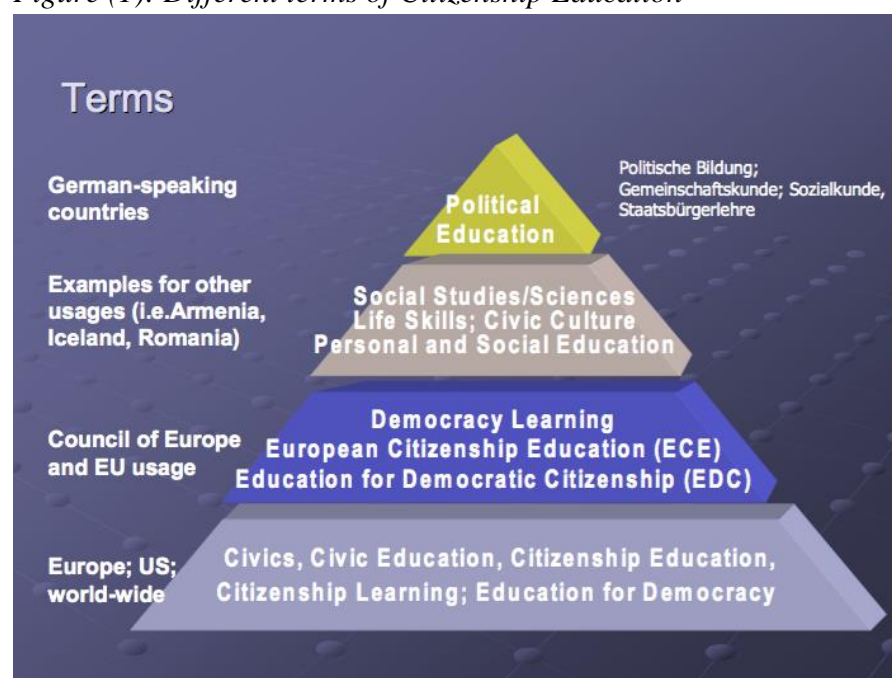 Figure (1): Different terms of Citizenship Education
Terms
German-speaking
countries
Political
Education
Politische Bildung;
Gemeinschaftskunde; Sozialkunde,
Staatsbürgerlehre
Examples for other
usages (i.e.Armenia,
Iceland, Romania)
Social Studies/Sciences
Life Skills; Civic Culture
Personal and Social Education
Council of Europe
and EU usage
Democracy Learning
European Citizenship Education (ECE)
Education for Democratic Citizenship (EDC)
Europe; US;
world-wide
Civics, Civic Education, Citizenship Education,
Citizenship Learning; Education for Democracy